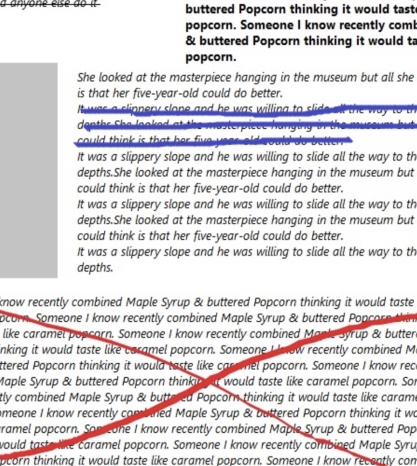 d anyone else do it
buttered Popcorn thinking it would taste
popcorn. Someone I know recently comb
& buttered Popcorn thinking it would ta
popcorn.
She looked at the masterpiece hanging in the museum but all she
is that her five-year-old could do better.
It was a slippery slope and he was willing to slide all the way to th
depths.She looked at the masterpiece hanging in the museum but
could think is that her five-year-old could do better.
It was a slippery slope and he was willing to slide all the way to th
depths.She looked at the masterpiece hanging in the museum but
could think is that her five-year-old could do better.
It was a slippery slope and he was willing to slide all the way to th
depths.She looked at the masterpiece hanging in the museum but
could think is that her five-year-old could do better.
It was a slippery slope and he was willing to slide all the way to th
depths.
know recently combined Maple Syrup & buttered Popcorn thinking it would taste
pcorn. Someone I know recently combined Maple Syrup & buttered Popcorn thin
like caramel popcorn. Someone I know recently combined Maple Syrup & butter
nking it would taste like caramel popcorn. Someone I know recently combined M
ttered Popcorn thinking it would taste like caramel popcorn. Someone I know rec
Maple Syrup & buttered Popcorn thinking it would taste like caramel popcorn. Som
tly combined Maple Syrup & buttered Popcorn thinking it would taste like caram
omeone I know recently combined Maple Syrup & buttered Popcorn thinking it wo
ramel popcorn. Someone I know recently combined Maple Syrup & buttered Popc
would taste like caramel popcorn. Someone I know recently combined Maple Syru
pcorn thinking it would taste like caramel popcorn. Someone I know recently com